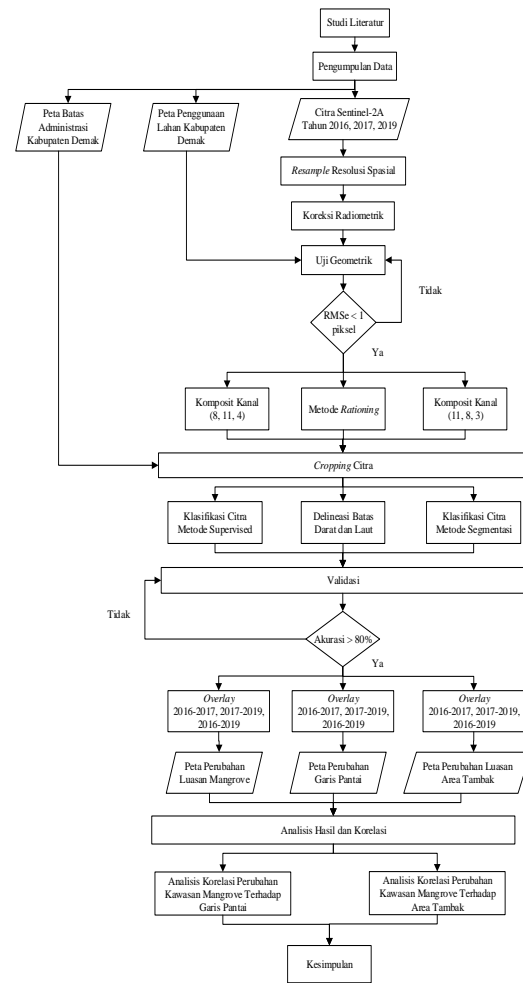 Studi Literatur
Pengumpulan Data
Peta Batas
Administrasi
Kabupaten Demak
Peta Penggunaan
Lahan Kabupaten
Demak
Citra Sentinel-2A
Tahun 2016, 2017, 2019
Resample Resolusi Spasial
Koreksi Radiometrik
Uji Geometrik
Tidak
RMSe < 1
piksel
Ya
Komposit Kanal
(8, 11, 4)
Metode Rationing
Komposit Kanal
(11, 8, 3)
Cropping Citra
Klasifikasi Citra
Metode Supervised
Delineasi Batas
Darat dan Laut
Klasifikasi Citra
Metode Segmentasi
Validasi
Tidak
Akurasi > 80%
Ya
Overlay
2016-2017, 2017-2019,
2016-2019
Overlay
2016-2017, 2017-2019,
2016-2019
Overlay
2016-2017, 2017-2019,
2016-2019
Peta Perubahan
Luasan Mangrove
Peta Perubahan
Garis Pantai
Peta Perubahan Luasan
Area Tambak
Analisis Hasil dan Korelasi
Analisis Korelasi Perubahan
Kawasan Mangrove Terhadap
Garis Pantai
Analisis Korelasi Perubahan
Kawasan Mangrove Terhadap
Area Tambak
Kesimpulan